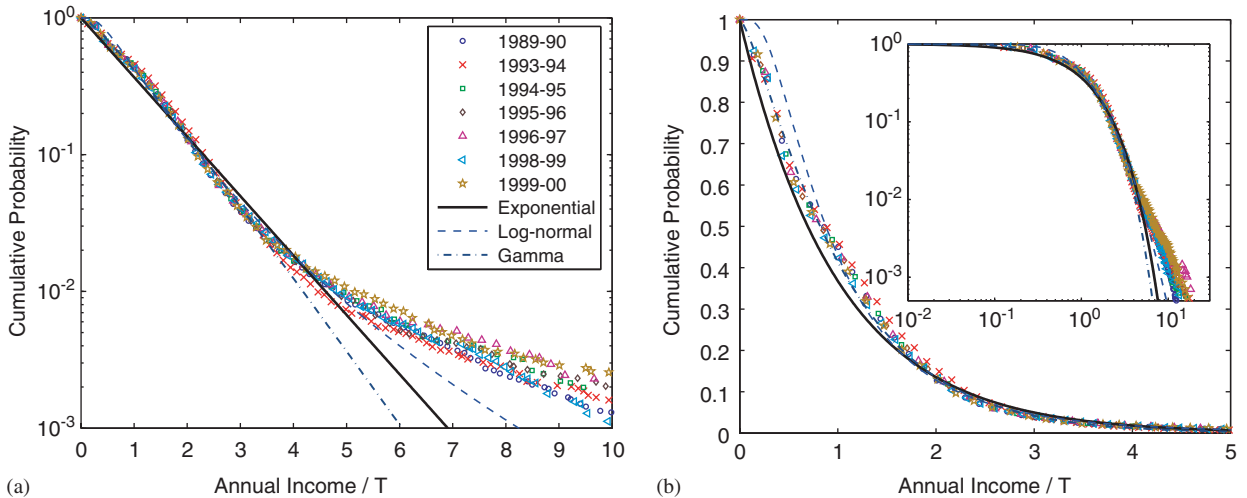 10^0
10^-1
10^-2
10^-3
Cumulative Probability
0 1 2 3 4 5 6 7 8 9 10
Annual Income / T
(a)
1989-90
1993-94
1994-95
1995-96
1996-97
1998-99
1999-00
Exponential
Log-normal
Gamma
1
0.9
0.8
0.7
0.6
0.5
0.4
0.3
0.2
0.1
0
Cumulative Probability
0 1 2 3 4 5
Annual Income / T
(b)
10^0
10^-1
10^-2
10^-3
10^-2 10^-1 10^0 10^1